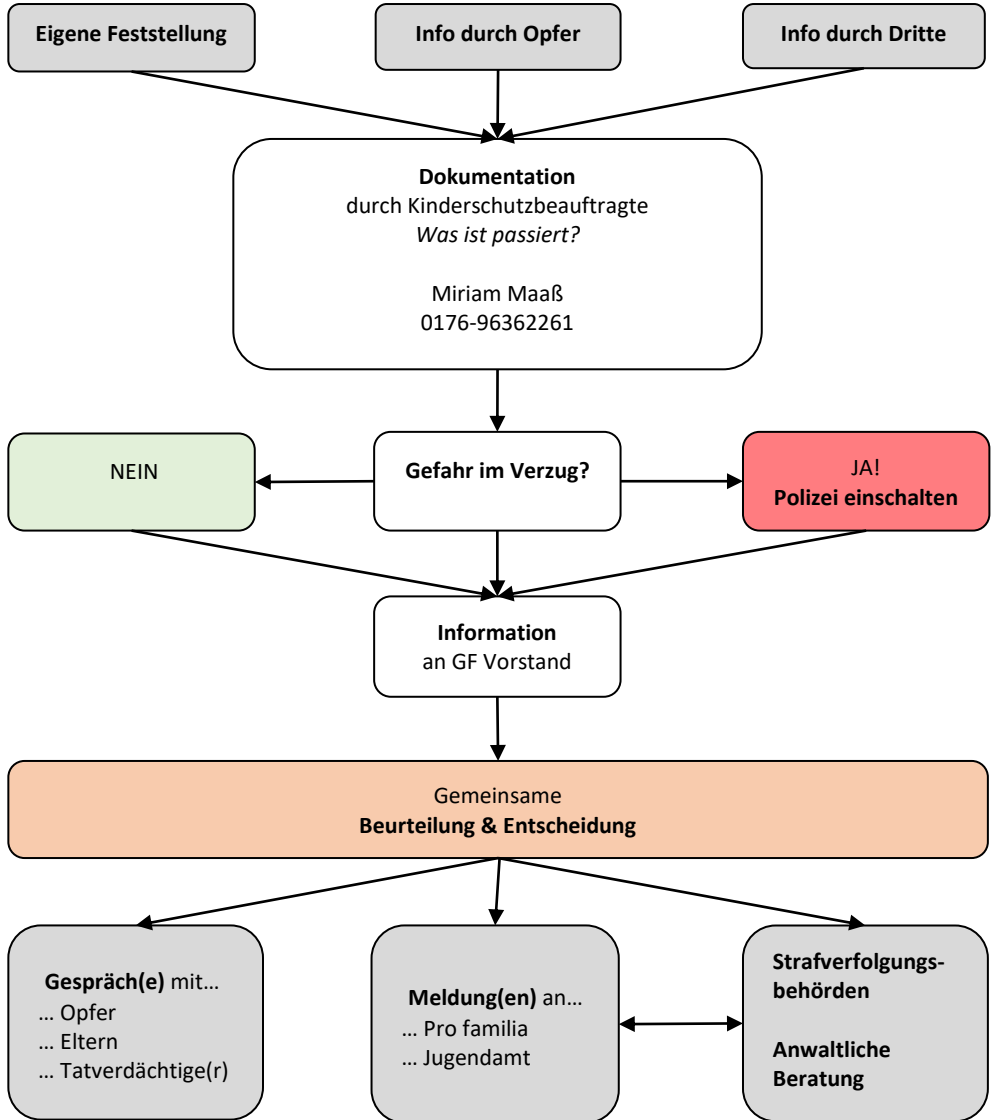 Eigene Feststellung
Info durch Opfer
Info durch Dritte
Dokumentation
durch Kinderschutzbeauftragte
Was ist passiert?
Miriam Maaß
0176-96362261
NEIN
Gefahr im Verzug?
JA!
Polizei einschalten
Information
an GF Vorstand
Gemeinsame
Beurteilung & Entscheidung
Gespräch(e) mit...
... Opfer
... Eltern
... Tatverdächtige(r)
Meldung(en) an...
... Pro familia
... Jugendamt
Strafverfolgungs-
behörden
Anwaltliche
Beratung